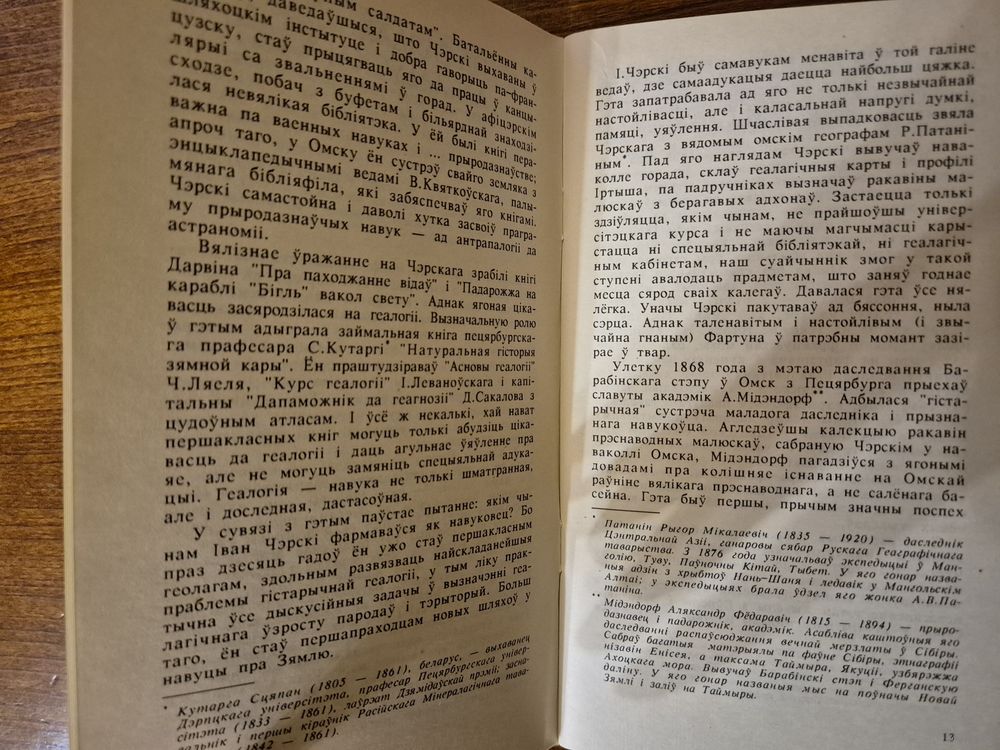 ным салдатам". Батальённы ка-
даведаўшыся, што Чэрскі выхаваны ў
шляхоцкім інстытуце і добра гаворыць па-фран-
цузску, стаў прыцягваць яго да працы ў канцы-
лярыі са звальненнямі ў горад. У афіцэрскім
сходзе, побач з буфетам і більярднай знаходзі-
лася невялікая бібліятэка. У ёй былі кнігі пера-
важна па ваенных навуках і ... прыродазнаўстве;
апроч таго, у Омску ён сустрэў свайго земляка з
энцыклапедычнымі ведамі В.Квяткоўскага, палы-
мянага бібліяфіла, які забяспечваў яго кнігамі.
Чэрскі самастойна і даволі хутка засвоіў прагра-
му прыродазнаўчых навук — ад антрапалогіі да
астраноміі.
Вялізнае ўражанне на Чэрскага зрабілі кнігі
Дарвіна "Пра паходжанне відаў" і "Падарожжа на
караблі "Бігль" вакол свету". Аднак ягоная ціка-
васць засяродзілася на геалогіі. Вызначальную ролю
ў гэтым адыграла займальная кніга пецярбургска-
га прафесара С.Кутаргі* "Натуральная гісторыя
зямной кары". Ён праштудзіраваў "Асновы геалогіі"
Ч.Ляеля, "Курс геалогіі" І.Леваноўскага і капі-
тальны "Дапаможнік да геагнозіі" Д.Сакалова з
цудоўным атласам. І ўсё ж некалькі, хай нават
першакласных кніг могуць толькі абудзіць ціка-
васць да геалогіі і даць агульнае ўяўленне пра
яе, але не могуць замяніць спецыяльнай адука-
цыі. Геалогія — навука не толькі шматгранная,
але і доследная, дастасоўная.
У сувязі з гэтым паўстае пытанне: якім чы-
нам Іван Чэрскі фармаваўся як навуковец? Бо
праз дзесяць гадоў ён ужо стаў першакласным
геолагам, здольным развязваць найскладанейшыя
праблемы гістарычнай геалогіі, у тым ліку прак-
тычна ўсе дыскусійныя задачы ў вызначэнні геа-
лагічнага ўзросту пародаў і тэрыторый. Больш
таго, ён стаў першапраходцам новых шляхоў у
навуцы пра Зямлю.
* Кутарга Сцяпан (1805 — 1861), беларус, — выхаванец
Дэрпцкага універсітэта, прафесар Пецярбургскага універ-
сітэта (1833 — 1861), лаўрэат Дзямідаўскай прэміі, засна-
вальнік і першы кіраўнік Расійскага Мінералагічнага тава-
(1842 — 1861).
І.Чэрскі быў самавукам менавіта ў той галіне
ведаў, дзе самаадукацыя даецца найбольш цяжка.
Гэта запатрабавала ад яго не толькі незвычайнай
настойлівасці, але і каласальнай напругі думкі,
памяці, уяўлення. Шчаслівая выпадковасць звяла
Чэрскага з вядомым омскім географам Р.Патані-
ным*. Пад яго наглядам Чэрскі вывучаў нава-
колле горада, склаў геалагічныя карты і профілі
Іртыша, па падручніках вызначаў ракавіны ма-
люскаў з берагавых адхонаў. Застаецца толькі
здзіўляцца, якім чынам, не прайшоўшы універ-
сітэцкага курса і не маючы магчымасці карыс-
тацца ні спецыяльнай бібліятэкай, ні геалагіч-
ным кабінетам, наш суайчыннік змог у такой
ступені авалодаць прадметам, што заняў годнае
месца сярод сваіх калегаў. Давалася гэта ўсе ня-
лёгка. Уначы Чэрскі пакутаваў ад бяссоння, ныла
сэрца. Аднак таленавітым і настойлівым (і звы-
чайна гнаным) Фартуна ў патрэбны момант зазі-
рае ў твар.
Улетку 1868 года з мэтаю даследвання Ба-
рабінскага стэпу ў Омск з Пецярбурга прыехаў
славуты акадэмік А.Мідэндорф**. Адбылася "гіста-
рычная" сустрэча маладога даследніка і прызна-
нага навукоўца. Агледзеўшы калекцыю ракавін
прэснаводных малюскаў, сабраную Чэрскім у на-
ваколлі Омска, Мідэндорф пагадзіўся з ягонымі
довадамі пра колішняе існаванне на Омскай
раўніне вялікага прэснаводнага, а не салёнага ба-
сейна. Гэта быў першы, прычым значны поспех
* Патанін Рыгор Мікалаевіч (1835 — 1920) — даследнік
Цэнтральнай Азіі, ганаровы сябар Рускага Геаграфічнага
таварыства. З 1876 года узначальваў экспедыцыі ў Ман-
голію, Туву, Паўночны Кітай, Тыбет. У яго гонар назва-
ныя адзін з хрыбтоў Нань-Шаня і ледавік у Мангольскім
Алтаі; у экспедыцыях брала ўдзел яго жонка А.В.Па-
таніна.
** Мідэндорф Аляксандр Фёдаравіч (1815 — 1894) — прыро-
дазнавец і падарожнік, акадэмік. Асабліва каштоўныя яго
даследванні распаўсюджання вечнай мерзлаты ў Сібіры.
Сабраў багатыя матэрыялы па фауне Сібіры, этнаграфіі
нізавін Енісея, а таксама Таймыра, Якуціі, узбярэжжа
Ахоцкага мора. Вывучаў Барабінскі стэп і Ферганскую
даліну. У яго гонар названыя мыс на поўначы Новай
Зямлі і заліў на Таймыры.
13